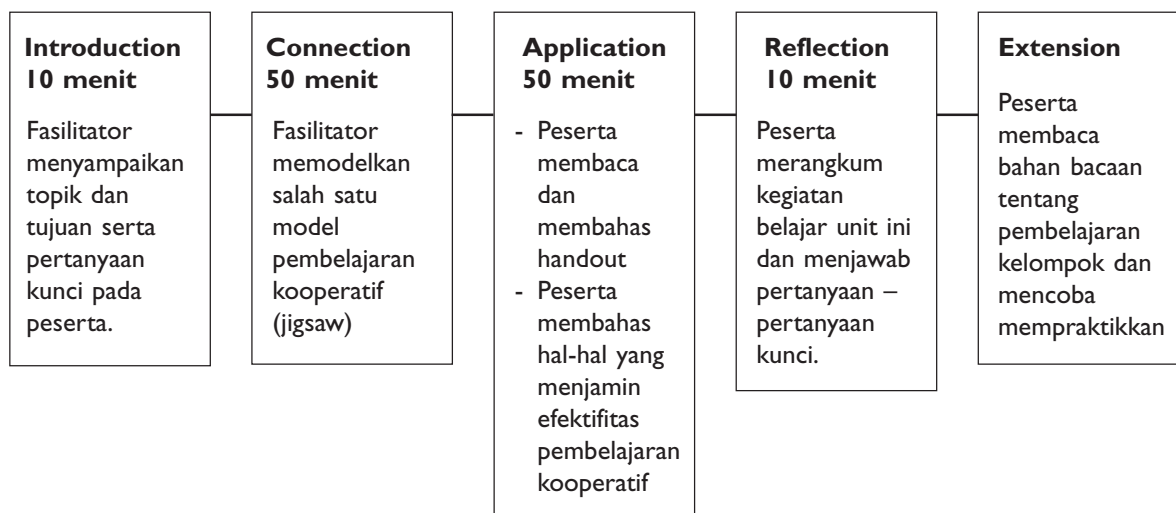 Introduction
10 menit
Fasilitator
menyampaikan
topik dan
tujuan serta
pertanyaan
kunci pada
peserta.
Connection
50 menit
Fasilitator
memodelkan
salah satu
model
pembelajaran
kooperatif
(jigsaw)
Application
50 menit
- Peserta
membaca
dan
membahas
handout
- Peserta
membahas
hal-hal yang
menjamin
efektifitas
pembelajaran
kooperatif
Reflection
10 menit
Peserta
merangkum
kegiatan
belajar unit ini
dan menjawab
pertanyaan –
pertanyaan
kunci.
Extension
Peserta
membaca
bahan bacaan
tentang
pembelajaran
kelompok dan
mencoba
mempraktikkan